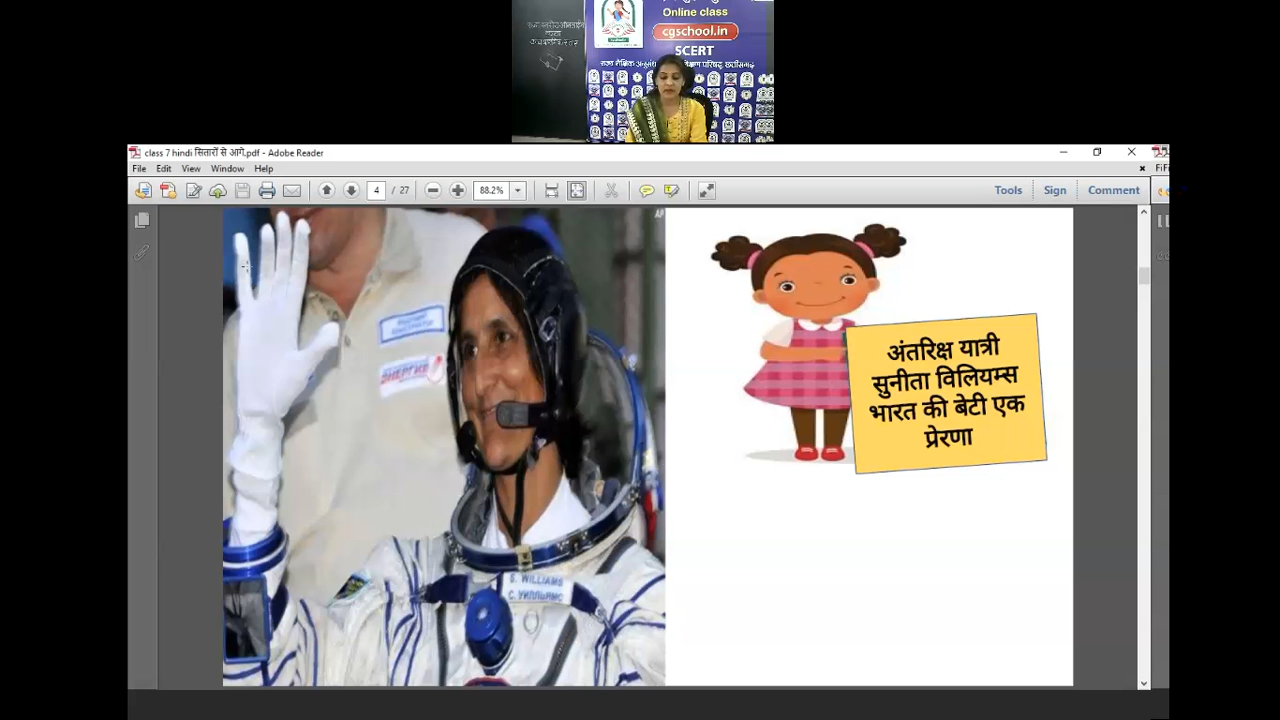 Online class
cgschool.in
SCERT
class 7 hindi सितारों से आगे.pdf - Adobe Reader
File Edit View Window Help
4 / 27
88.2%
Tools
Sign
Comment
S. WILLIAMS
С. УИЛЛЬЯМС
अंतरिक्ष यात्री
सुनीता विलियम्स
भारत की बेटी एक
प्रेरणा